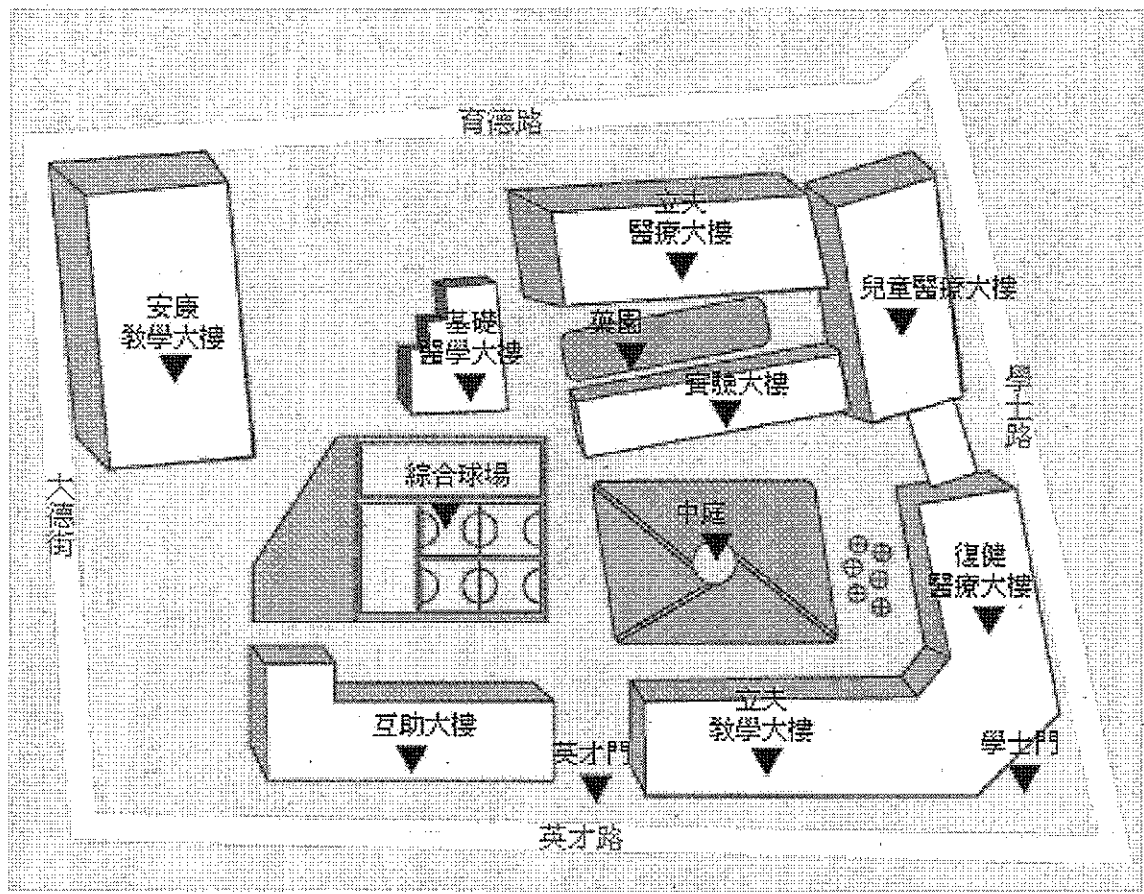 育德路
立夫
醫療大樓
兒童醫療大樓
安康
教學大樓
基礎
醫學大樓
藥園
實驗大樓
學士路
綜合球場
大德街
中庭
復健
醫療大樓
互助大樓
立夫
教學大樓
英才門
學士門
英才路